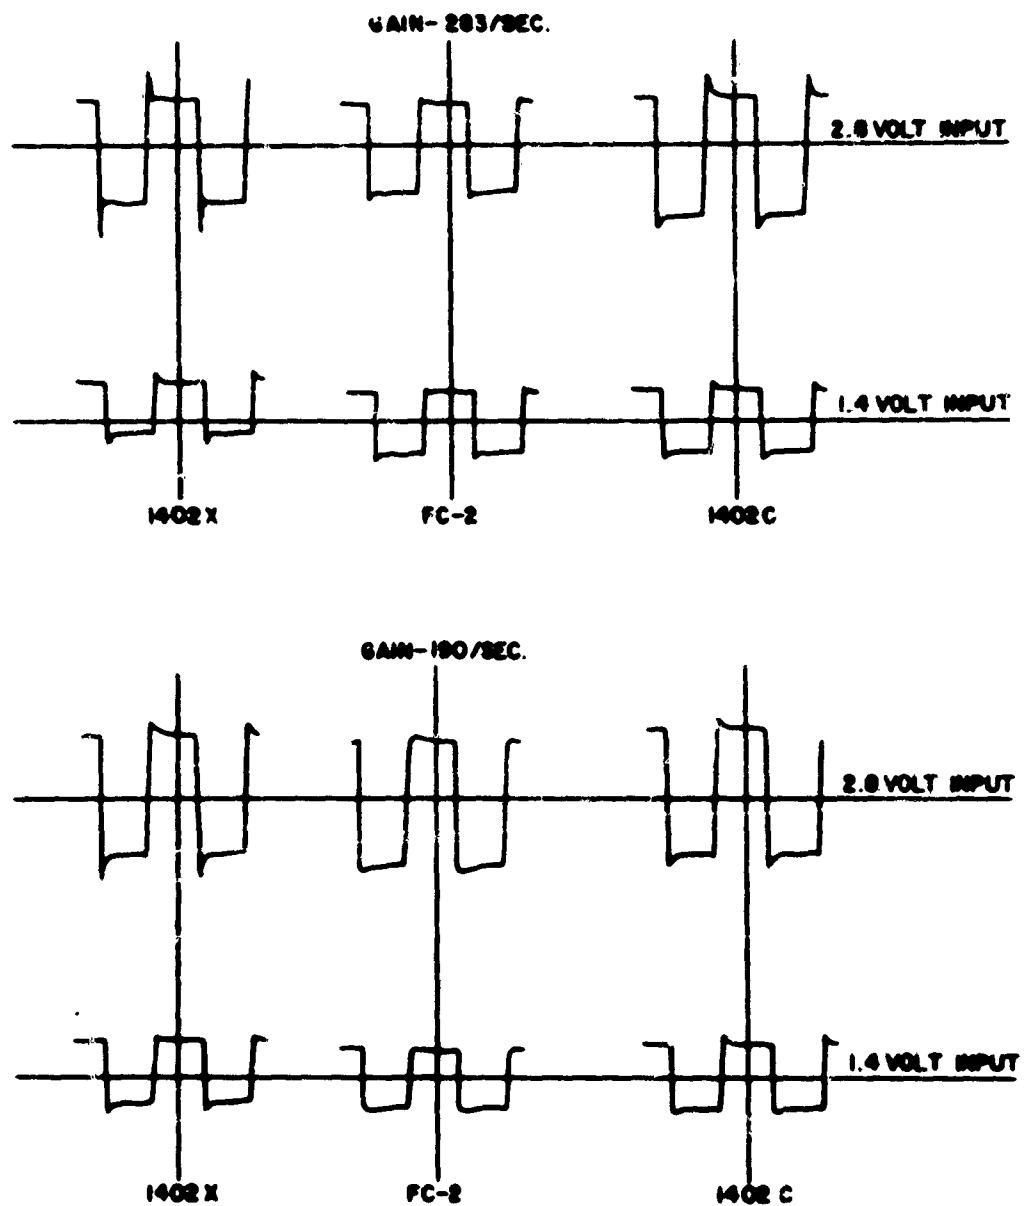 GAIN-283/SEC.
2.8 VOLT INPUT
1.4 VOLT INPUT
1402X FC-2 1402C
GAIN-190/SEC.
2.8 VOLT INPUT
1.4 VOLT INPUT
1402X FC-2 1402C